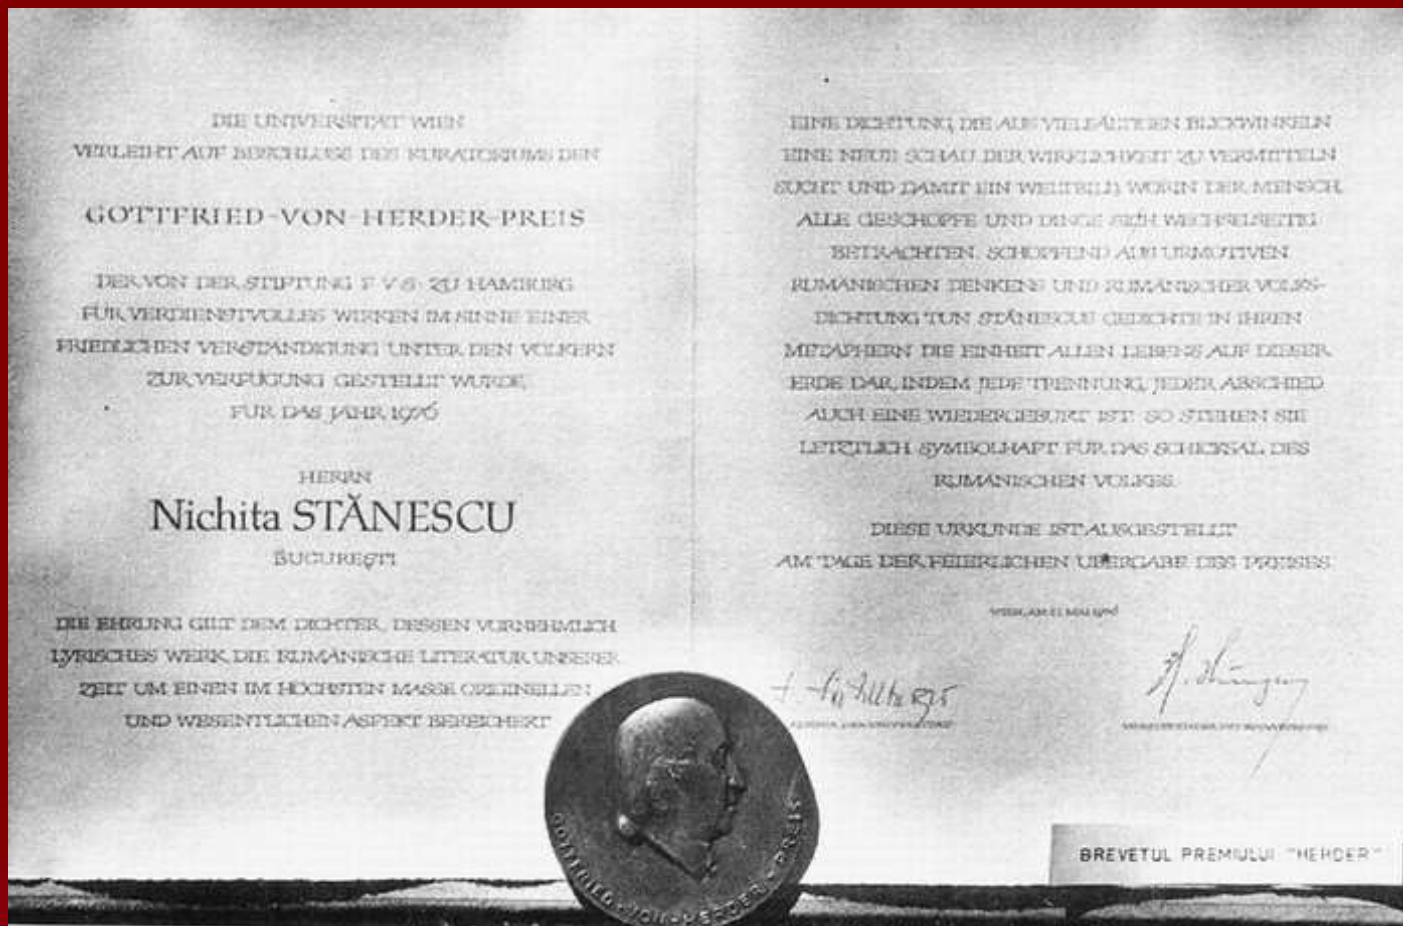 DIE UNIVERSITÄT WIEN
VERLEIHT AUF BESCHLUSS DES KURATORIUMS DEN
GOTTFRIED-VON-HERDER-PREIS
DER VON DER STIFTUNG F·V·S· ZU HAMBURG
FÜR VERDIENSTVOLLES WIRKEN IM SINNE EINER
FRIEDLICHEN VERSTÄNDIGUNG UNTER DEN VÖLKERN
ZUR VERFÜGUNG GESTELLT WURDE,
FÜR DAS JAHR 1976
HERRN
Nichita STĂNESCU
BUCUREȘTI
DIE EHRUNG GILT DEM DICHTER, DESSEN VORNEHMLICH
LYRISCHES WERK DIE RUMÄNISCHE LITERATUR UNSERER
ZEIT UM EINEN IM HÖCHSTEN MASSE ORIGINELLEN
UND WESENTLICHEN ASPEKT BEREICHERT
EINE DICHTUNG, DIE AUS VIELFÄLTIGEN BLICKWINKELN
EINE NEUE SCHAU DER WIRKLICHKEIT ZU VERMITTELN
SUCHT UND DAMIT EIN WELTBILD, WORIN DER MENSCH,
ALLE GESCHÖPFE UND DINGE SICH WECHSELSEITIG
BETRACHTEN. SCHÖPFEND AUS URMOTIVEN
RUMÄNISCHEN DENKENS UND RUMÄNISCHER VOLKS-
DICHTUNG TUN STĂNESCUS GEDICHTE IN IHREN
METAPHERN DIE EINHEIT ALLEN LEBENS AUF DIESER
ERDE DAR, INDEM JEDE TRENNUNG, JEDER ABSCHIED
AUCH EINE WIEDERGEBURT IST. SO STEHEN SIE
LETZTLICH SYMBOLHAFT FÜR DAS SCHICKSAL DES
RUMÄNISCHEN VOLKES.
DIESE URKUNDE IST AUSGESTELLT
AM TAGE DER FEIERLICHEN ÜBERGABE DES PREISES.
WIEN, AM MAI 1976
GOTTFRIED·VON·HERDER·PREIS
BREVETUL PREMIULUI "HERDER"